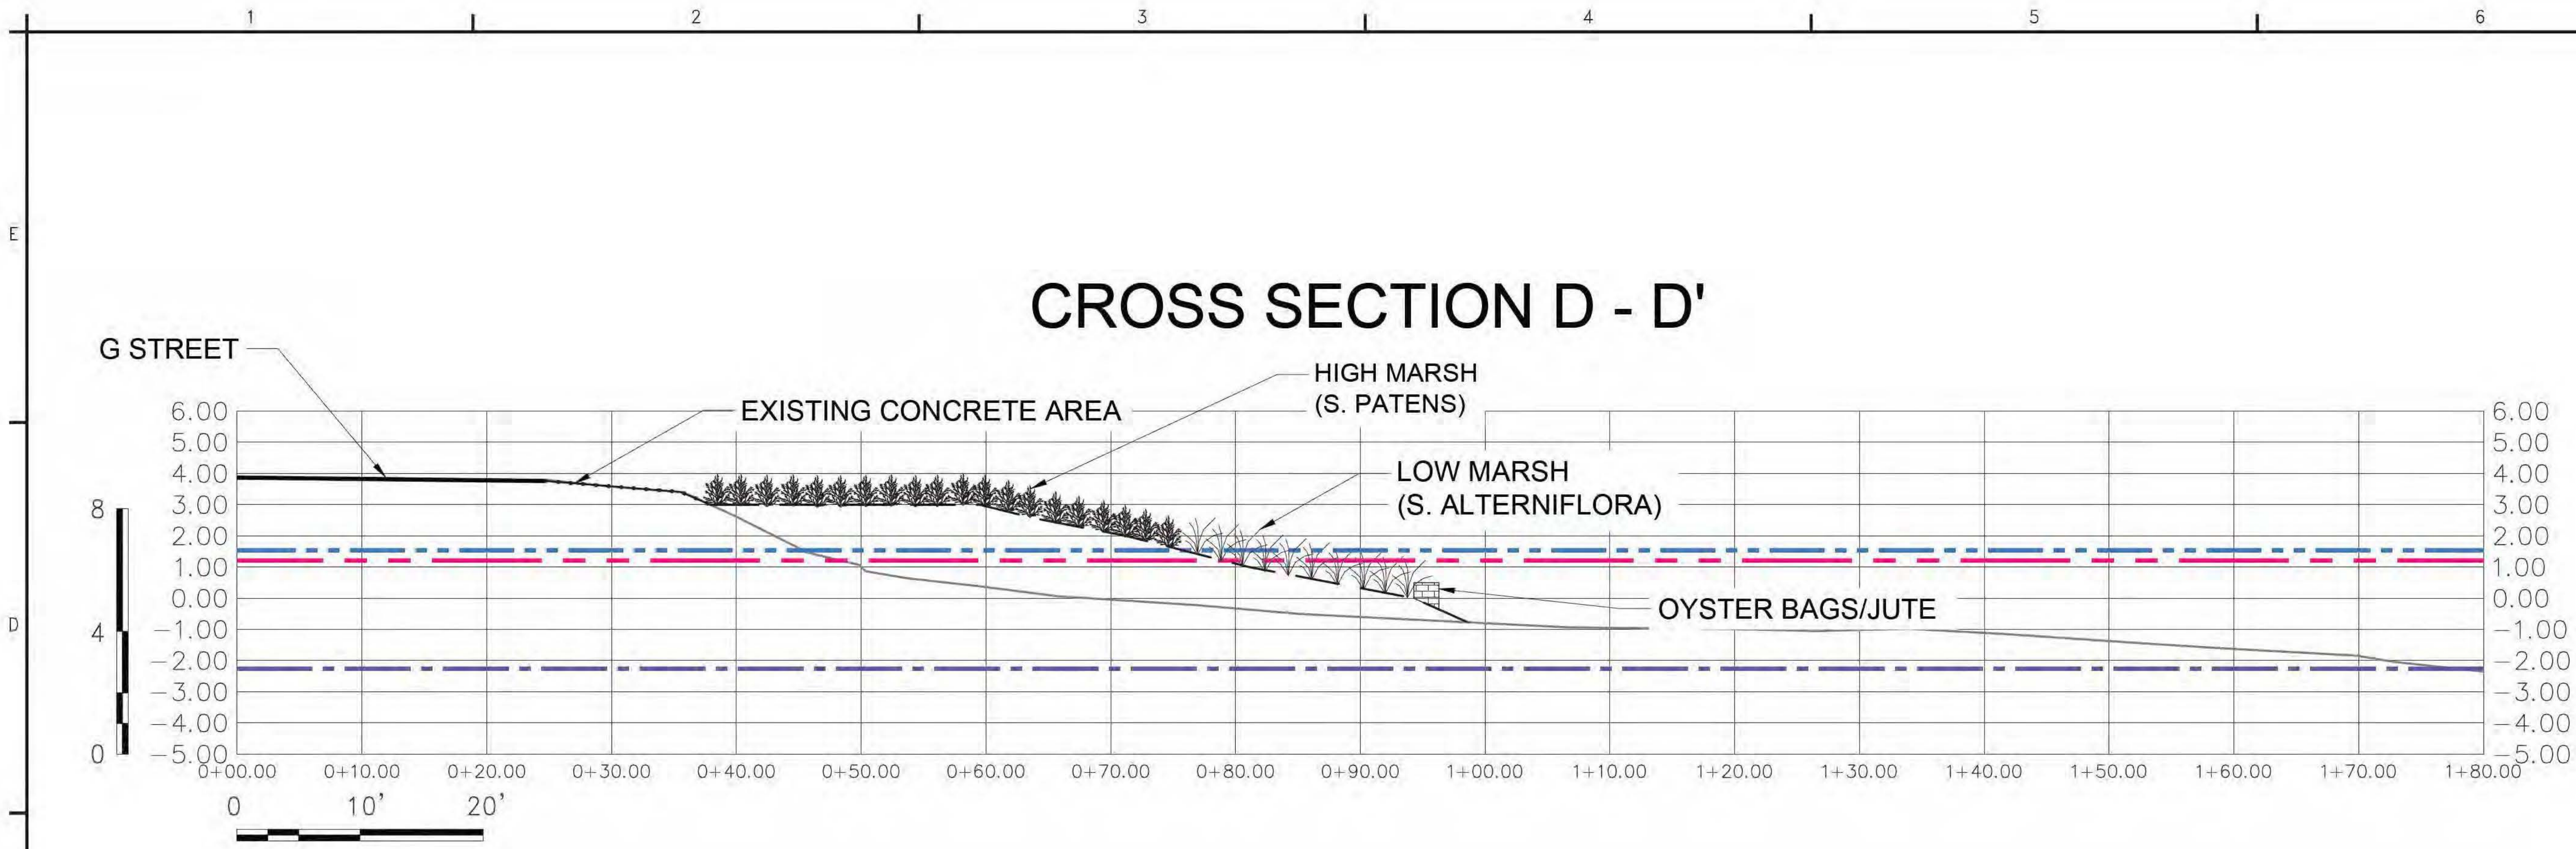 1 2 3 4 5 6
E
CROSS SECTION D - D'
G STREET
HIGH MARSH
(S. PATENS)
EXISTING CONCRETE AREA
LOW MARSH
(S. ALTERNIFLORA)
OYSTER BAGS/JUTE
D
6.00 6.00
5.00 5.00
4.00 4.00
3.00 3.00
2.00 2.00
1.00 1.00
0.00 0.00
-1.00 -1.00
-2.00 -2.00
-3.00 -3.00
-4.00 -4.00
-5.00 -5.00
8
4
0
0+00.00 0+10.00 0+20.00 0+30.00 0+40.00 0+50.00 0+60.00 0+70.00 0+80.00 0+90.00 1+00.00 1+10.00 1+20.00 1+30.00 1+40.00 1+50.00 1+60.00 1+70.00 1+80.00
0 10' 20'